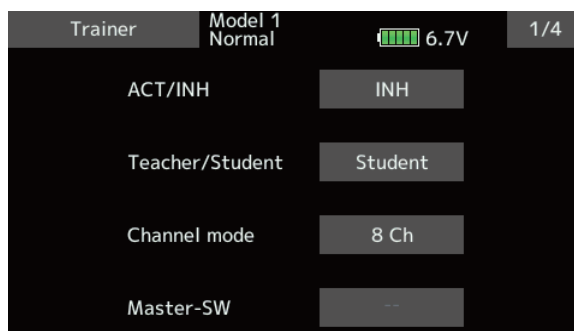 Trainer
Model 1
Normal
6.7V
1/4
ACT/INH INH
Teacher/Student Student
Channel mode 8 Ch
Master-SW --